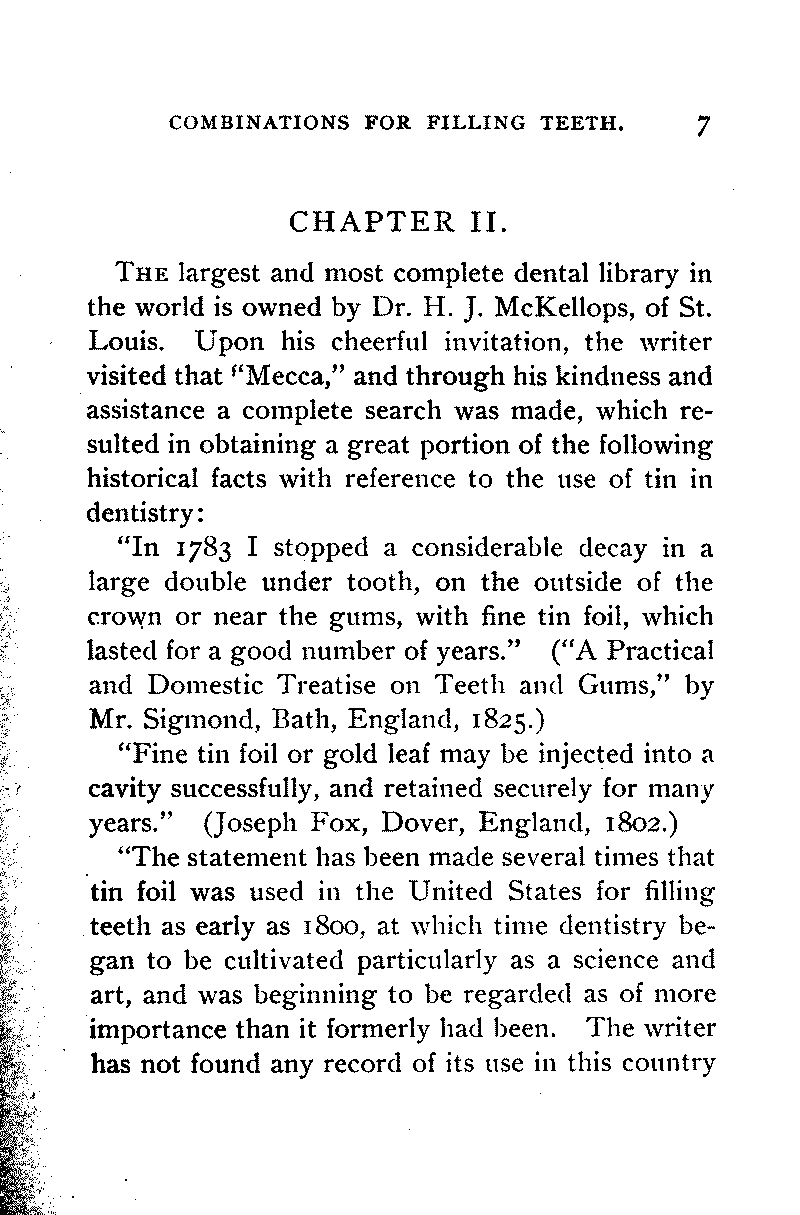 COMBINATIONS FOR FILLING TEETH. 7
CHAPTER II.
THE largest and most complete dental library in
the world is owned by Dr. H. J. McKellops, of St.
Louis. Upon his cheerful invitation, the writer
visited that "Mecca," and through his kindness and
assistance a complete search was made, which re-
sulted in obtaining a great portion of the following
historical facts with reference to the use of tin in
dentistry:
"In 1783 I stopped a considerable decay in a
large double under tooth, on the outside of the
crown or near the gums, with fine tin foil, which
lasted for a good number of years." ("A Practical
and Domestic Treatise on Teeth and Gums," by
Mr. Sigmond, Bath, England, 1825.)
"Fine tin foil or gold leaf may be injected into a
cavity successfully, and retained securely for many
years." (Joseph Fox, Dover, England, 1802.)
"The statement has been made several times that
tin foil was used in the United States for filling
teeth as early as 1800, at which time dentistry be-
gan to be cultivated particularly as a science and
art, and was beginning to be regarded as of more
importance than it formerly had been. The writer
has not found any record of its use in this country